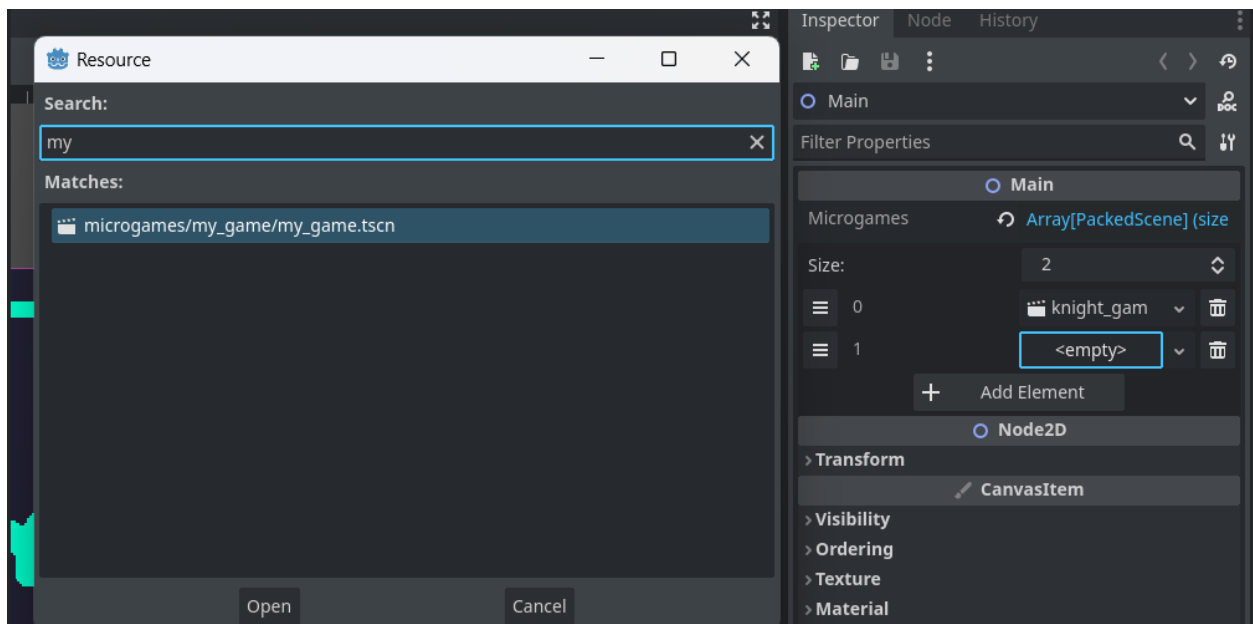 Resource
Search:
my
Matches:
microgames/my_game/my_game.tscn
Open
Cancel
Inspector
Node
History
Main
DOC
Filter Properties
Main
Microgames
Array[PackedScene] (size
Size:
2
0
knight_gam
1
<empty>
Add Element
Node2D
Transform
CanvasItem
Visibility
Ordering
Texture
Material